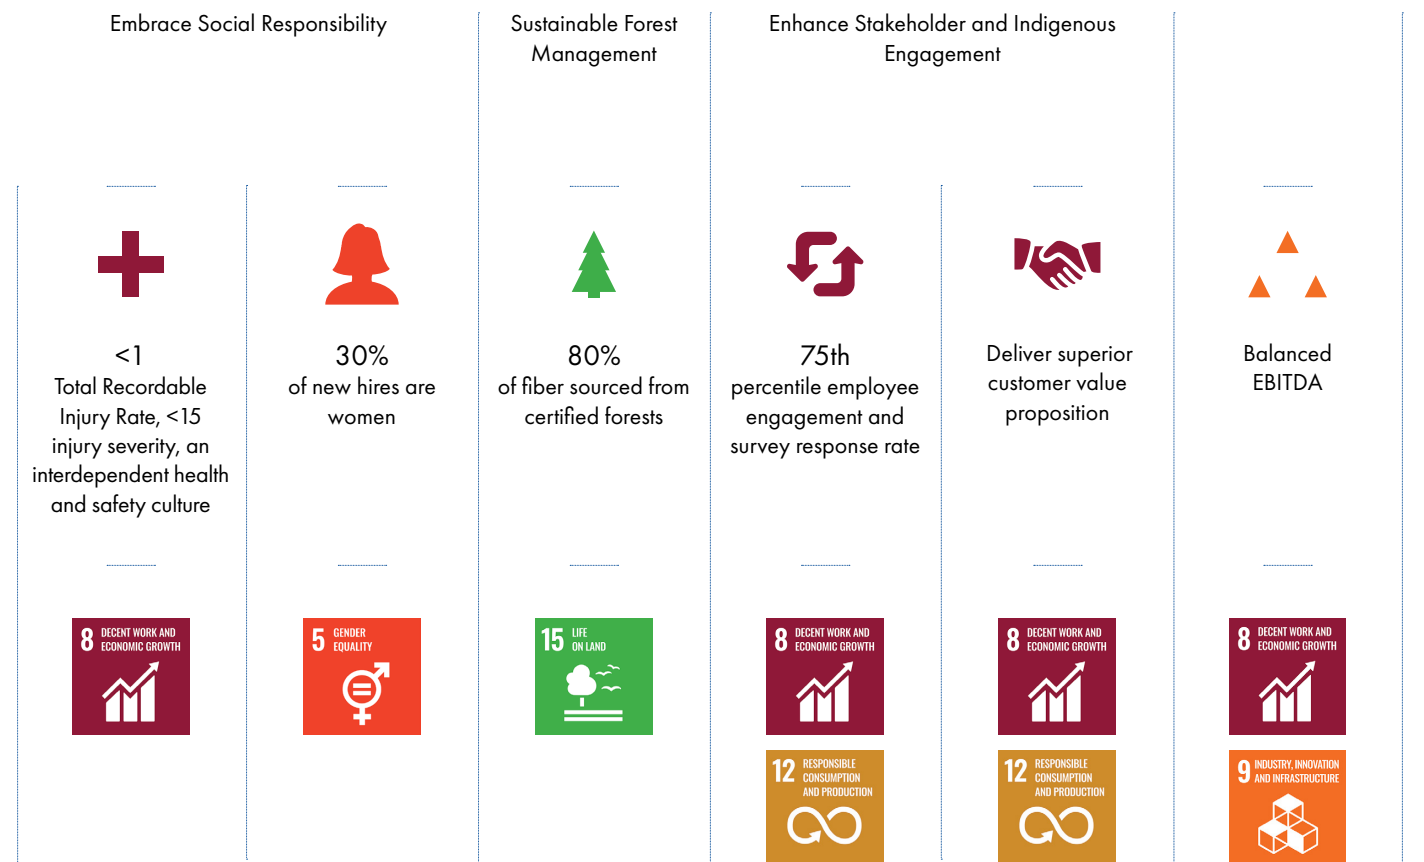 Embrace Social Responsibility
Sustainable Forest
Management
Enhance Stakeholder and Indigenous
Engagement
<1
Total Recordable
Injury Rate, <15
injury severity, an
interdependent health
and safety culture
30%
of new hires are
women
80%
of fiber sourced from
certified forests
75th
percentile employee
engagement and
survey response rate
Deliver superior
customer value
proposition
Balanced
EBITDA
8 DECENT WORK AND
ECONOMIC GROWTH
5 GENDER
EQUALITY
15 LIFE
ON LAND
8 DECENT WORK AND
ECONOMIC GROWTH
8 DECENT WORK AND
ECONOMIC GROWTH
8 DECENT WORK AND
ECONOMIC GROWTH
12 RESPONSIBLE
CONSUMPTION
AND PRODUCTION
12 RESPONSIBLE
CONSUMPTION
AND PRODUCTION
9 INDUSTRY, INNOVATION
AND INFRASTRUCTURE